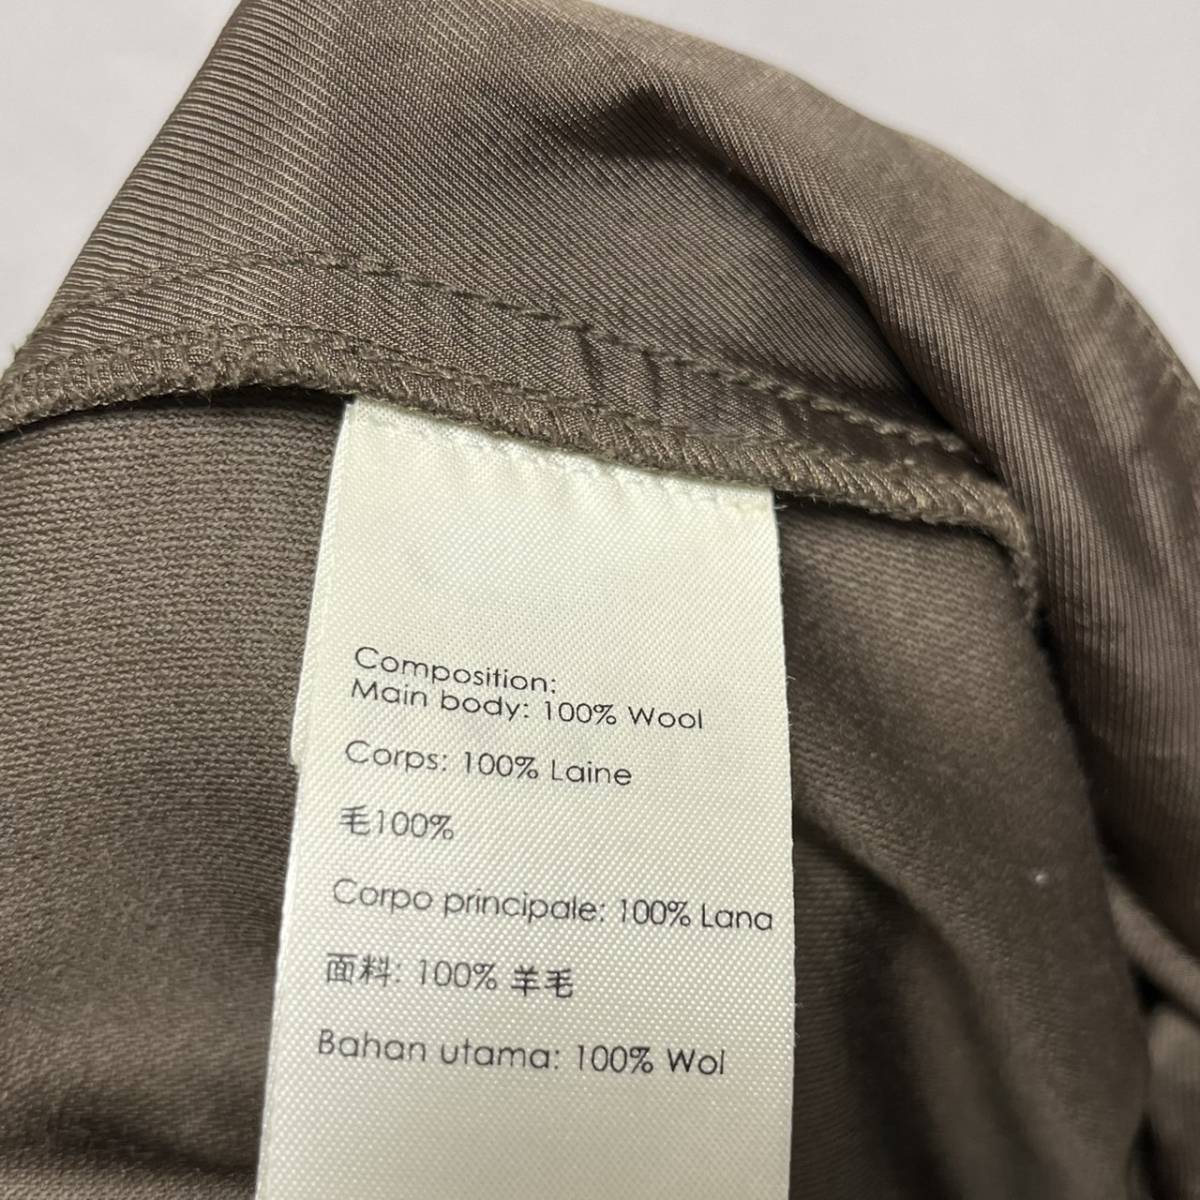 Composition:
Main body: 100% Wool
Corps: 100% Laine
毛100%
Corpo principale: 100% Lana
面料: 100% 羊毛
Bahan utama: 100% Wol